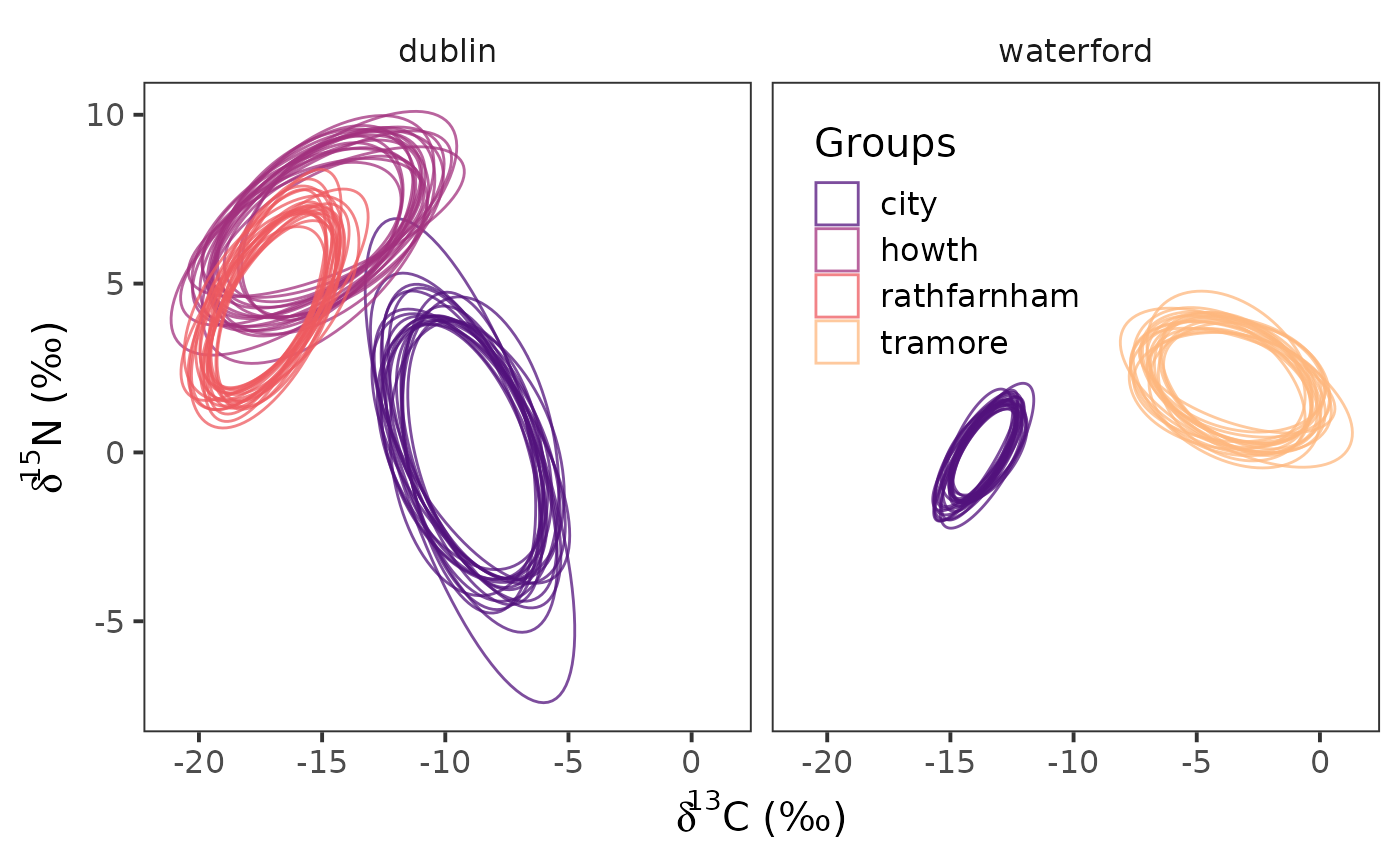 dublin
waterford
10
5
0
-5
δ¹⁵N (‰)
Groups
city
howth
rathfarnham
tramore
-20 -15 -10 -5 0
-20 -15 -10 -5 0
δ¹³C (‰)